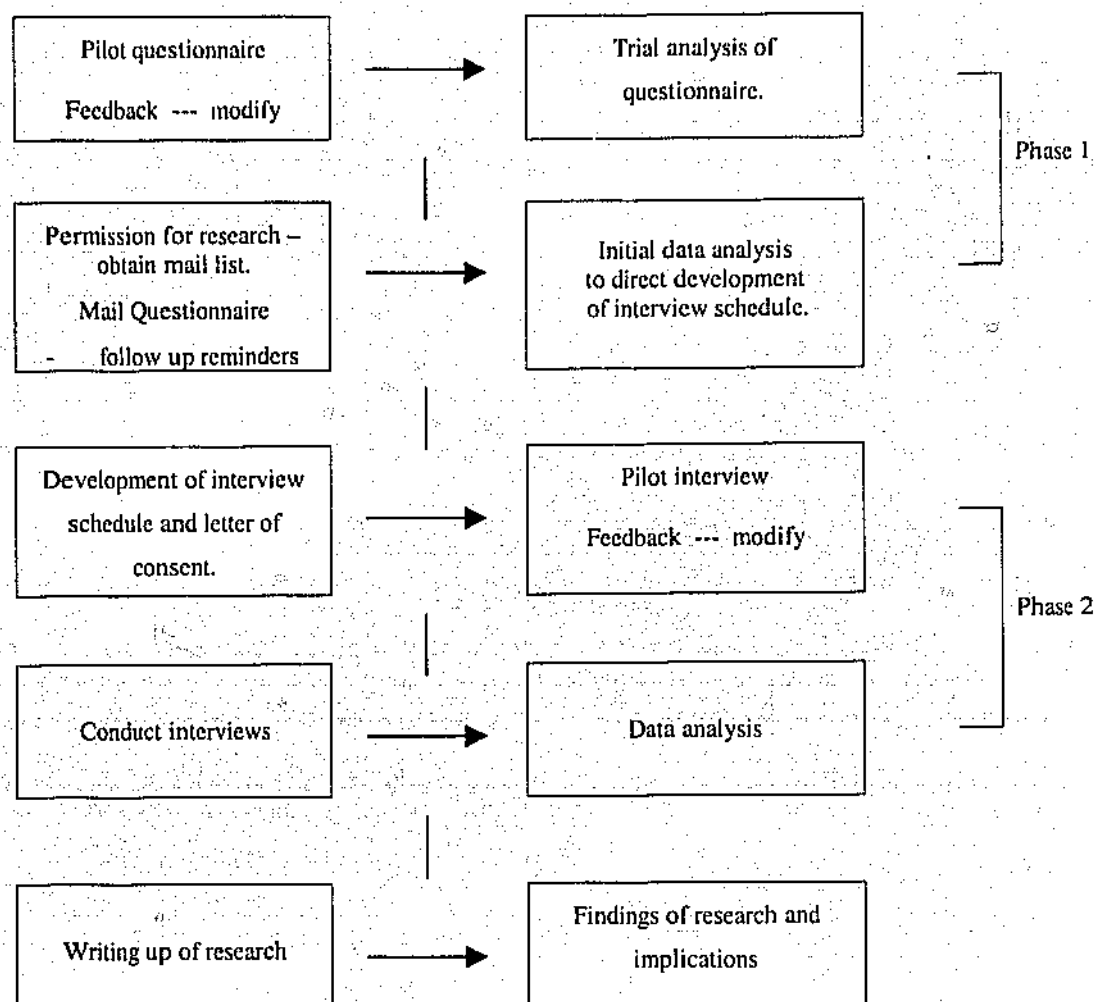 Pilot questionnaire
Feedback --- modify
Trial analysis of
questionnaire.
Phase 1
Permission for research –
obtain mail list.
Mail Questionnaire
- follow up reminders
Initial data analysis
to direct development
of interview schedule.
Development of interview
schedule and letter of
consent.
Pilot interview
Feedback --- modify
Phase 2
Conduct interviews
Data analysis
Writing up of research
Findings of research and
implications